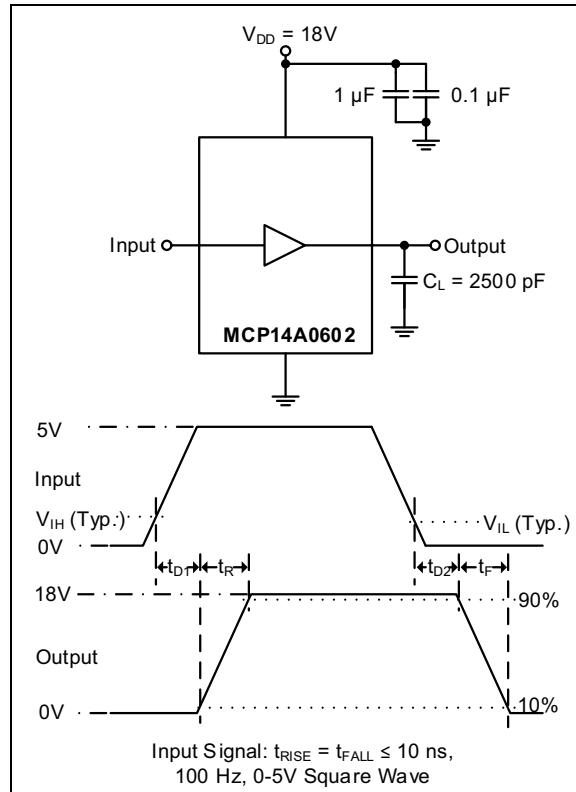 V_DD = 18V
1 µF
0.1 µF
Input
Output
C_L = 2500 pF
MCP14A0602
5V
Input
V_IH (Typ.)
V_IL (Typ.)
0V
t_D1
t_R
t_D2
t_F
18V
90%
Output
0V
10%
Input Signal: t_RISE = t_FALL ≤ 10 ns,
100 Hz, 0-5V Square Wave